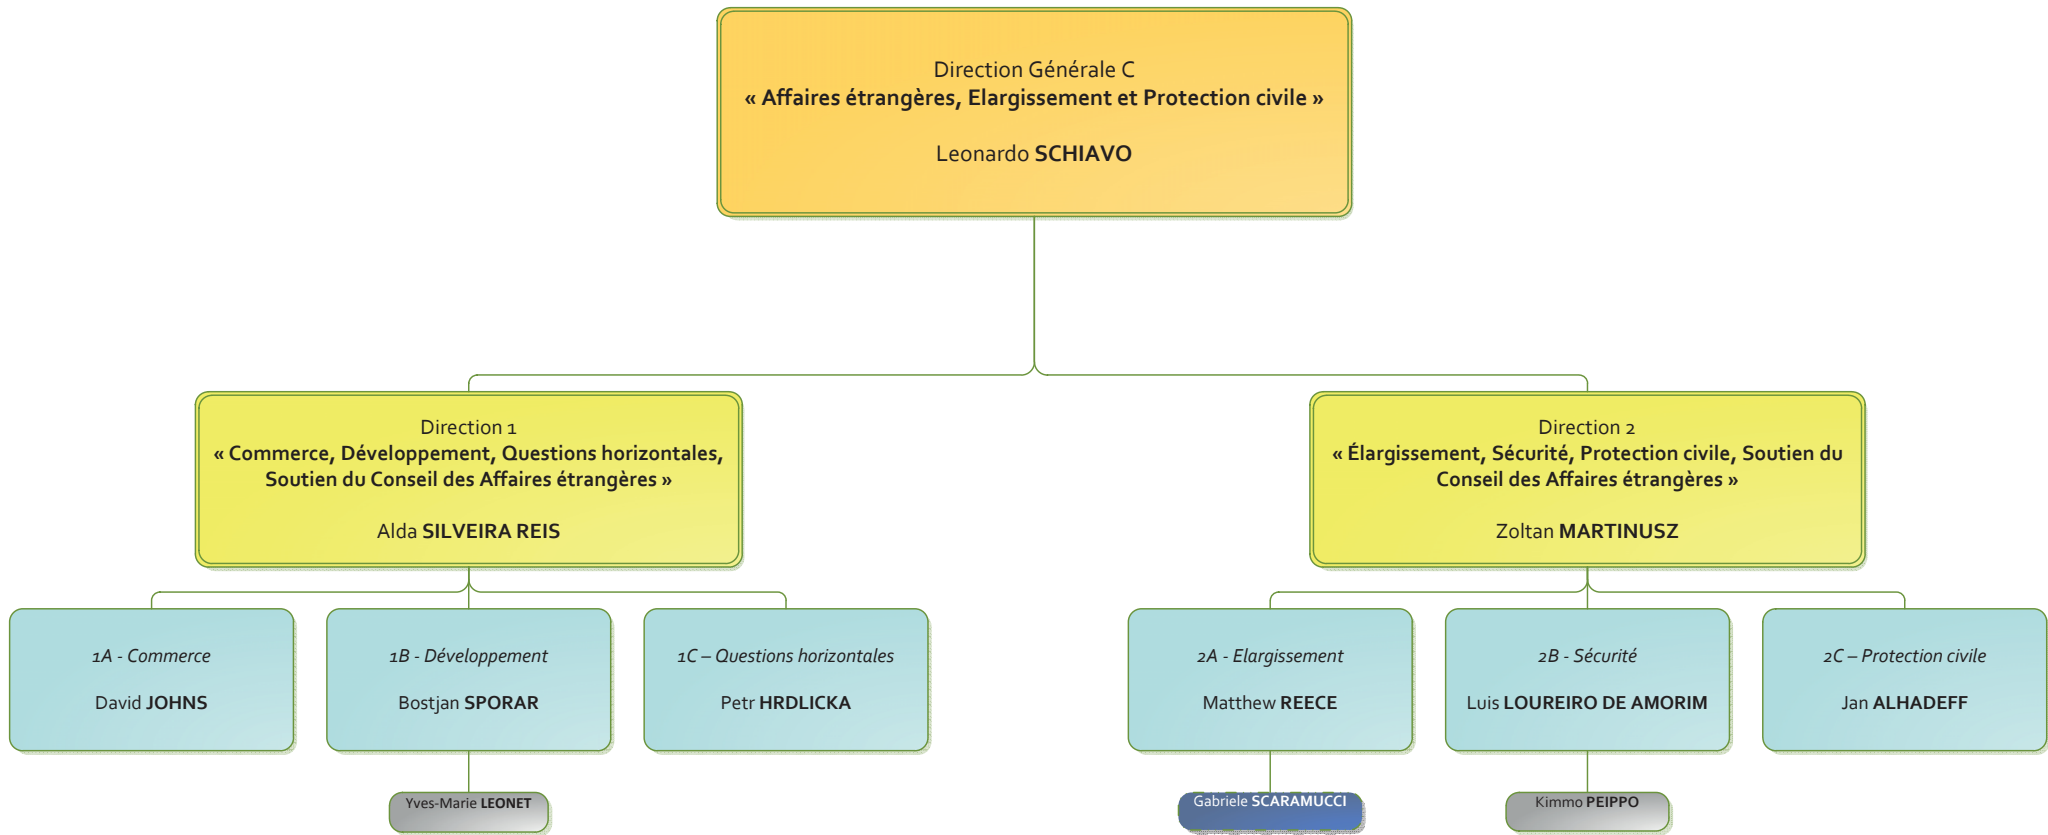 Direction Générale C
« Affaires étrangères, Elargissement et Protection civile »
Leonardo SCHIAVO
Direction 1
« Commerce, Développement, Questions horizontales,
Soutien du Conseil des Affaires étrangères »
Alda SILVEIRA REIS
Direction 2
« Élargissement, Sécurité, Protection civile, Soutien du
Conseil des Affaires étrangères »
Zoltan MARTINUSZ
1A - Commerce
David JOHNS
1B - Développement
Bostjan SPORAR
1C – Questions horizontales
Petr HRDLICKA
2A - Elargissement
Matthew REECE
2B - Sécurité
Luis LOUREIRO DE AMORIM
2C – Protection civile
Jan ALHADEFF
Yves-Marie LEONET
Gabriele SCARAMUCCI
Kimmo PEIPPO